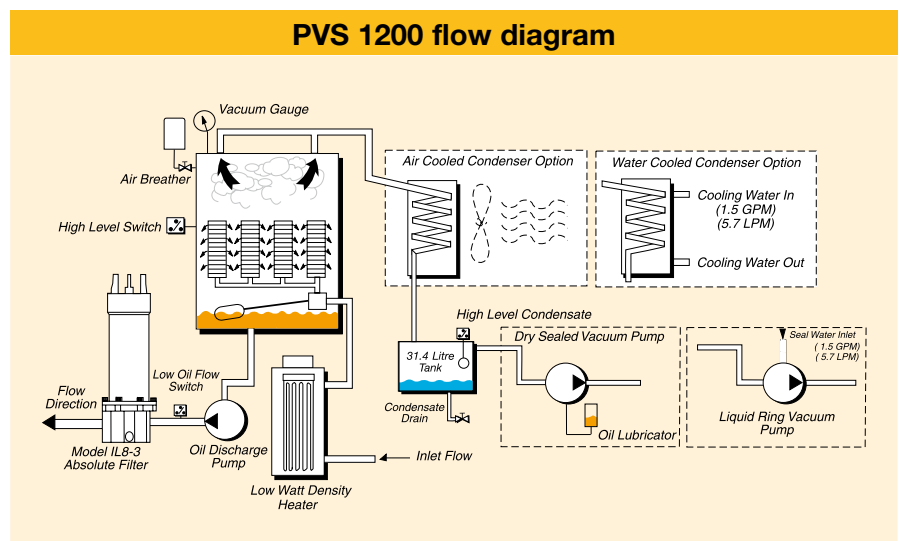 PVS 1200 flow diagram
Vacuum Gauge
Air Breather
High Level Switch
Air Cooled Condenser Option
Water Cooled Condenser Option
Cooling Water In
(1.5 GPM)
(5.7 LPM)
Cooling Water Out
High Level Condensate
31.4 Litre
Tank
Condensate
Drain
Dry Sealed Vacuum Pump
Oil Lubricator
Seal Water Inlet
( 1.5 GPM)
( 5.7 LPM)
Liquid Ring Vacuum
Pump
Low Oil Flow
Switch
Flow
Direction
Model IL8-3
Absolute Filter
Oil Discharge
Pump
Inlet Flow
Low Watt Density
Heater